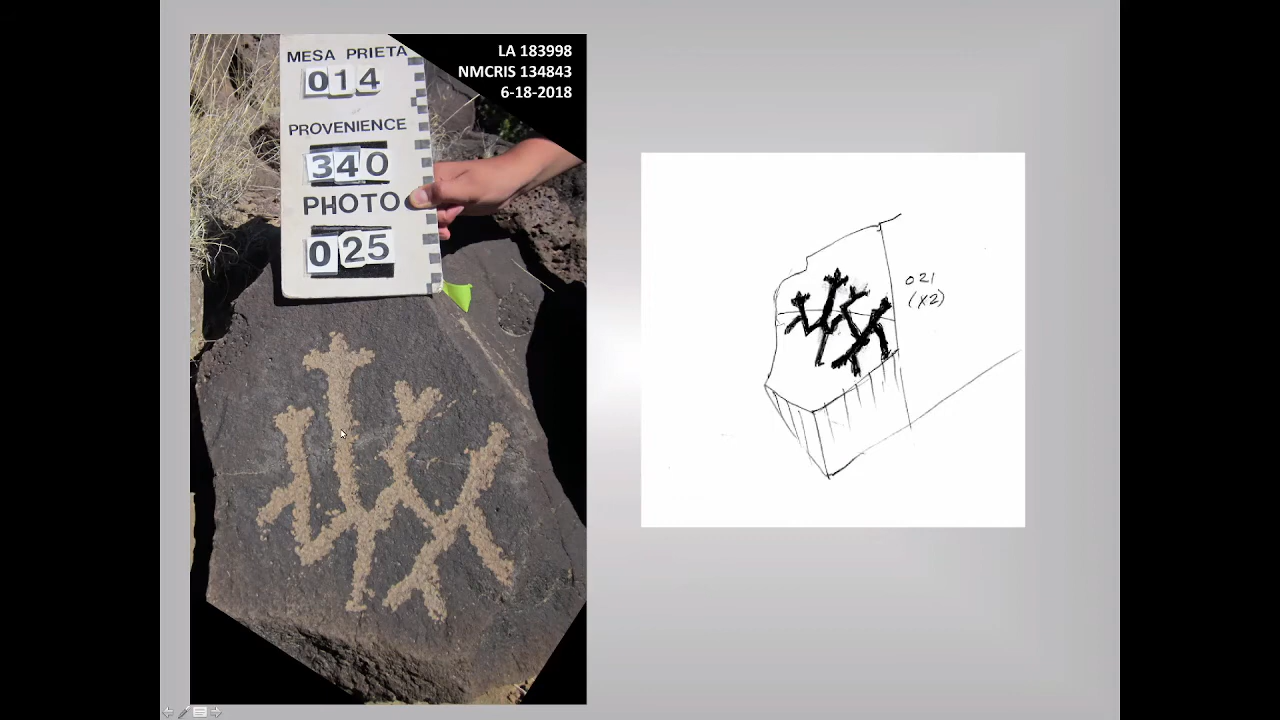 MESA PRIETA
014
PROVENIENCE
340
PHOTO
025
LA 183998
NMCRIS 134843
6-18-2018
021
(x2)